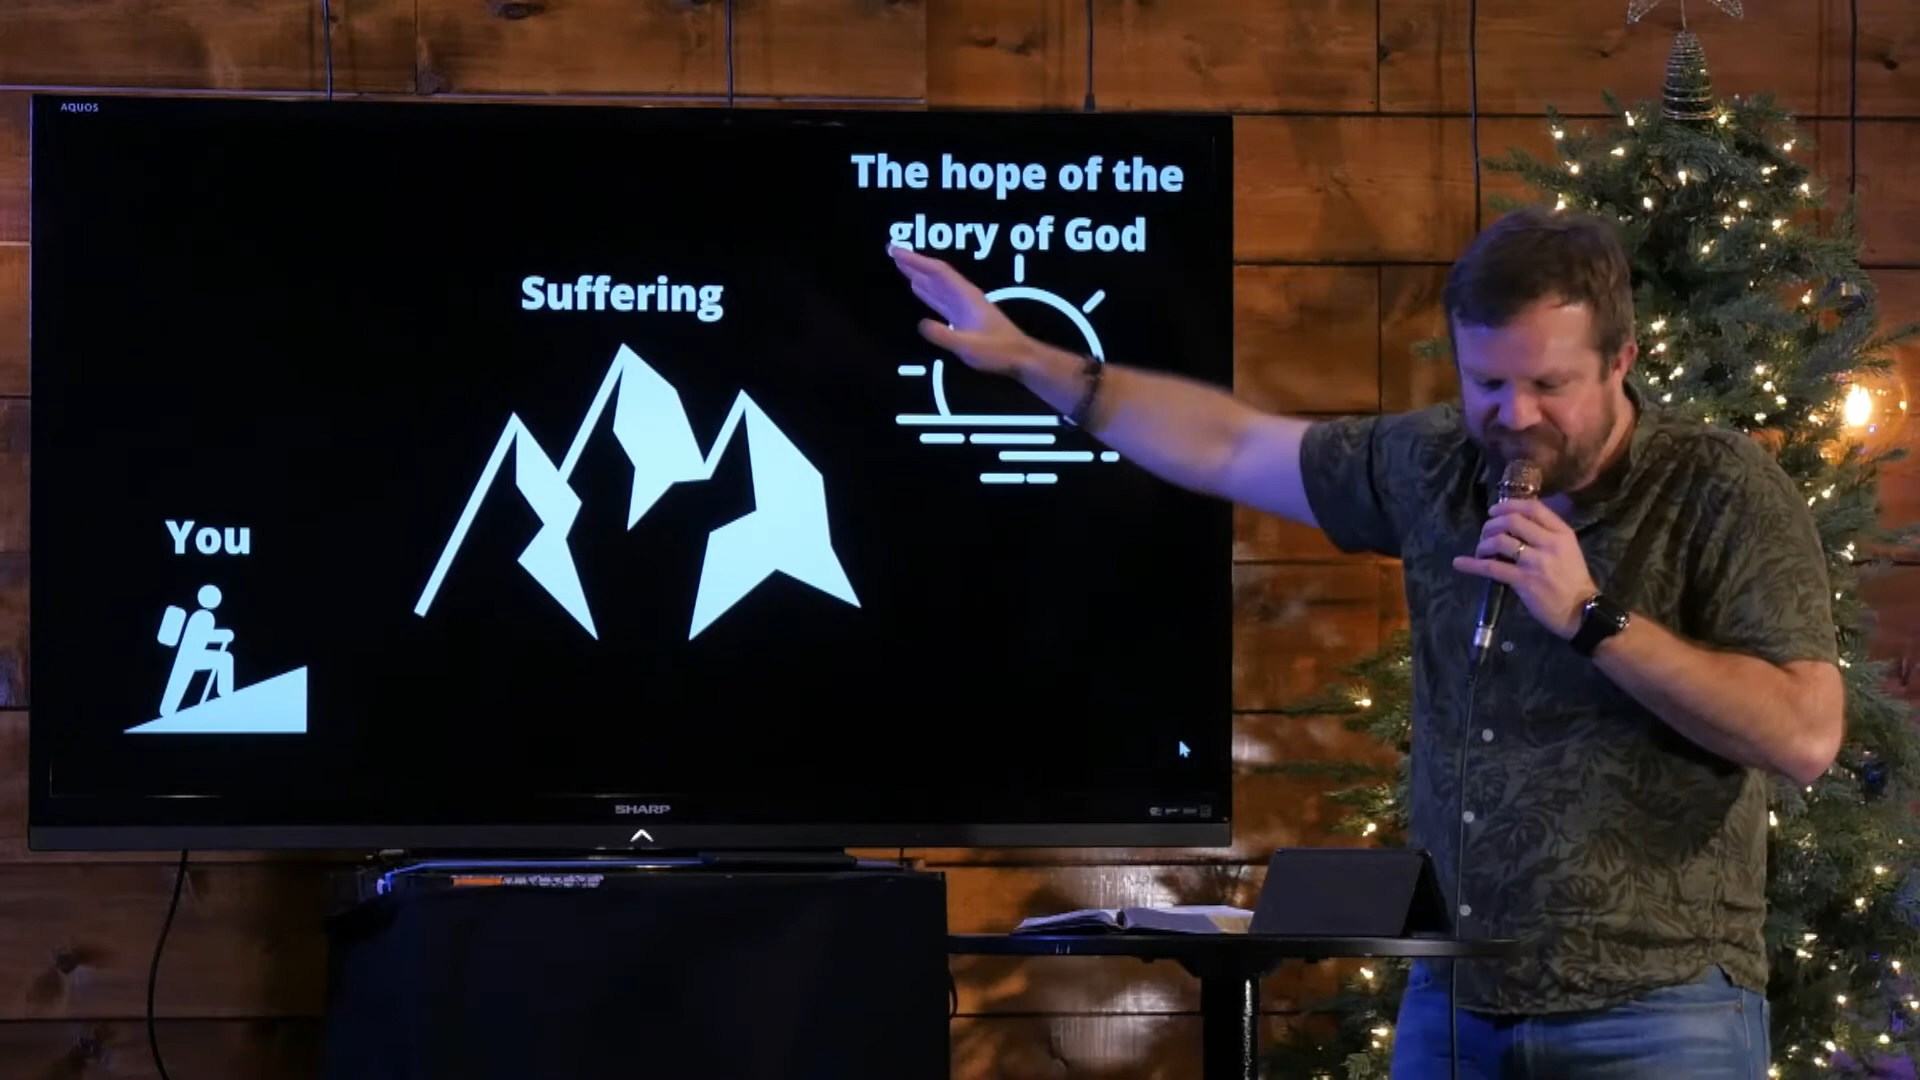 AQUOS
The hope of the
glory of God
Suffering
You
SHARP